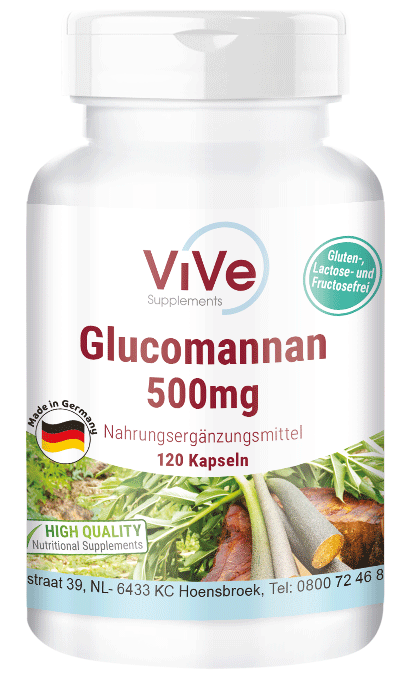 ViVe
Supplements
Gluten-,
Lactose- und
Fructosefrei
Glucomannan
500mg
Made in Germany
Nahrungsergänzungsmittel
120 Kapseln
HIGH QUALITY
Nutritional Supplements
straat 39, NL- 6433 KC Hoensbroek, Tel: 0800 72 46 8